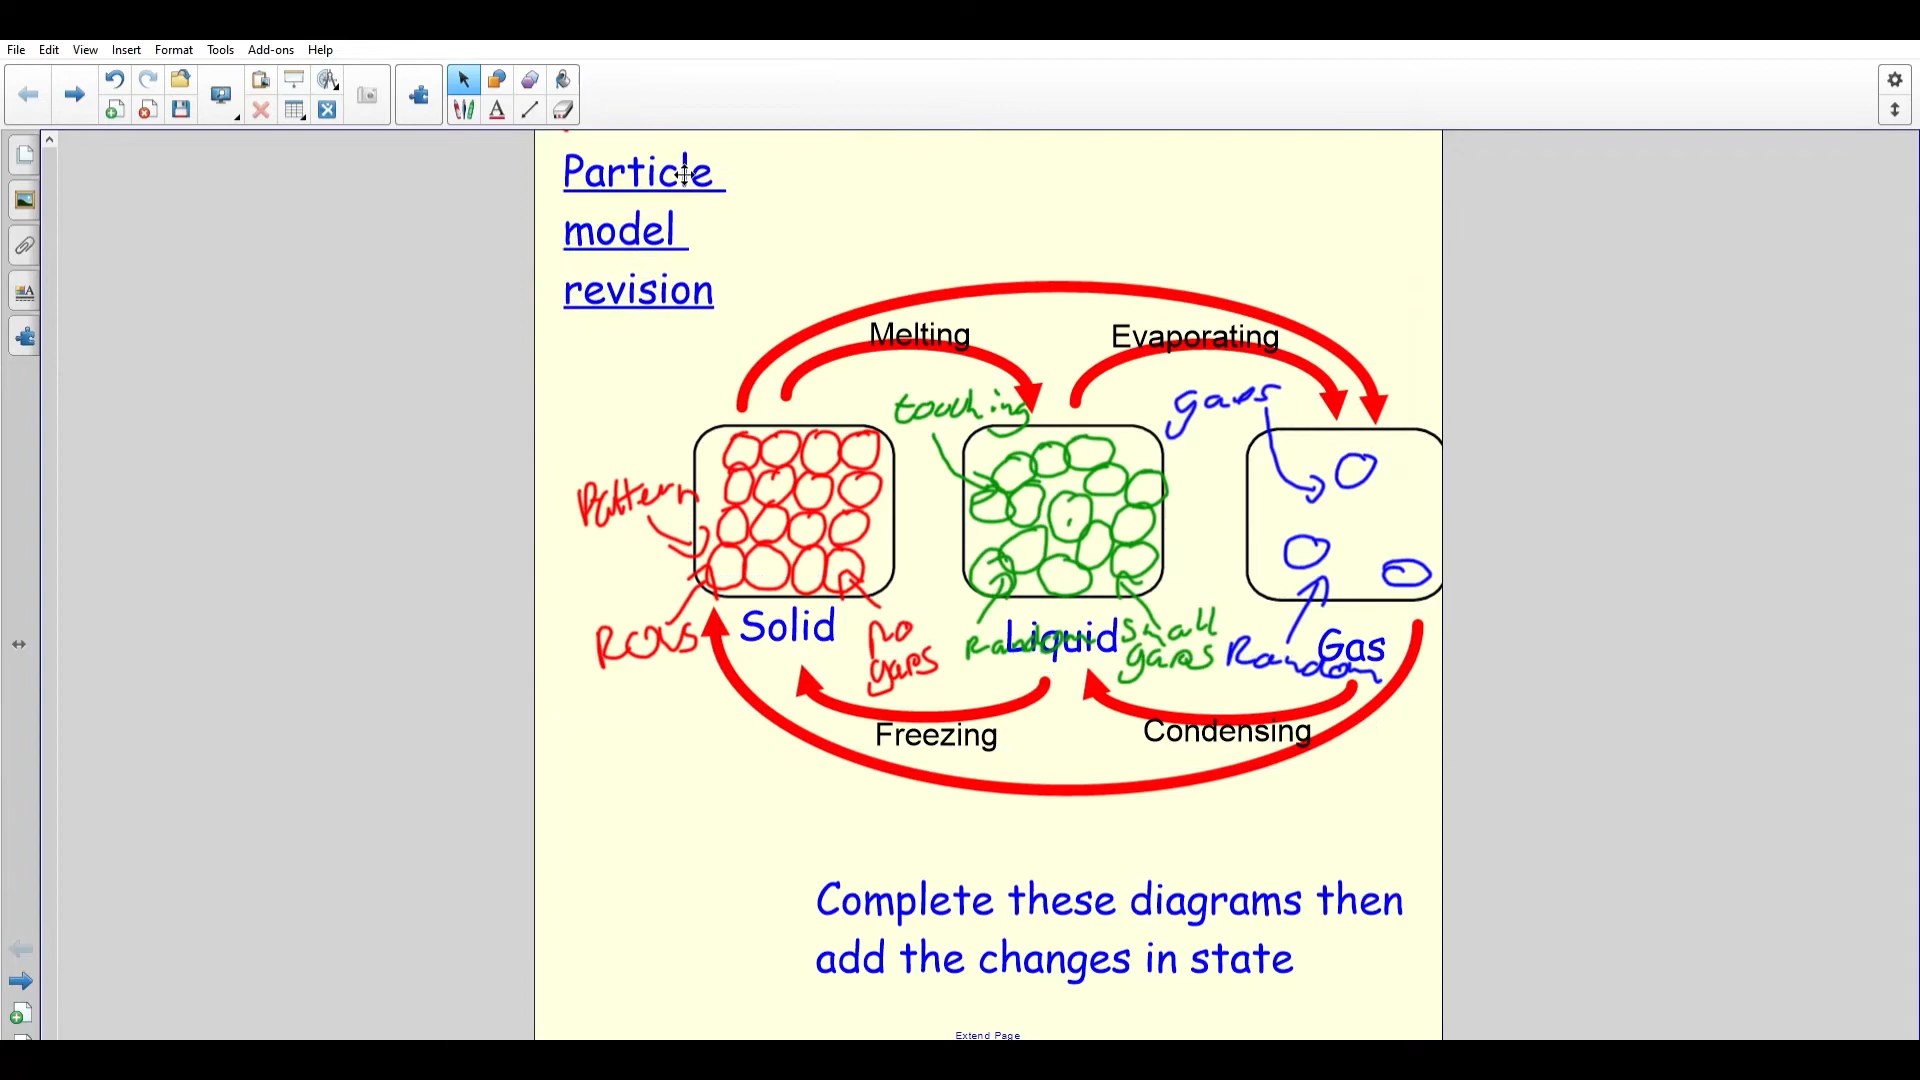 File Edit View Insert Format Tools Add-ons Help
Particle
model
revision
Melting
Evaporating
touching
gaps
Pattern
Solid
Liquid
Gas
Rows
no
gaps
Random
small
gaps
Random
Freezing
Condensing
Complete these diagrams then
add the changes in state
Extend Page